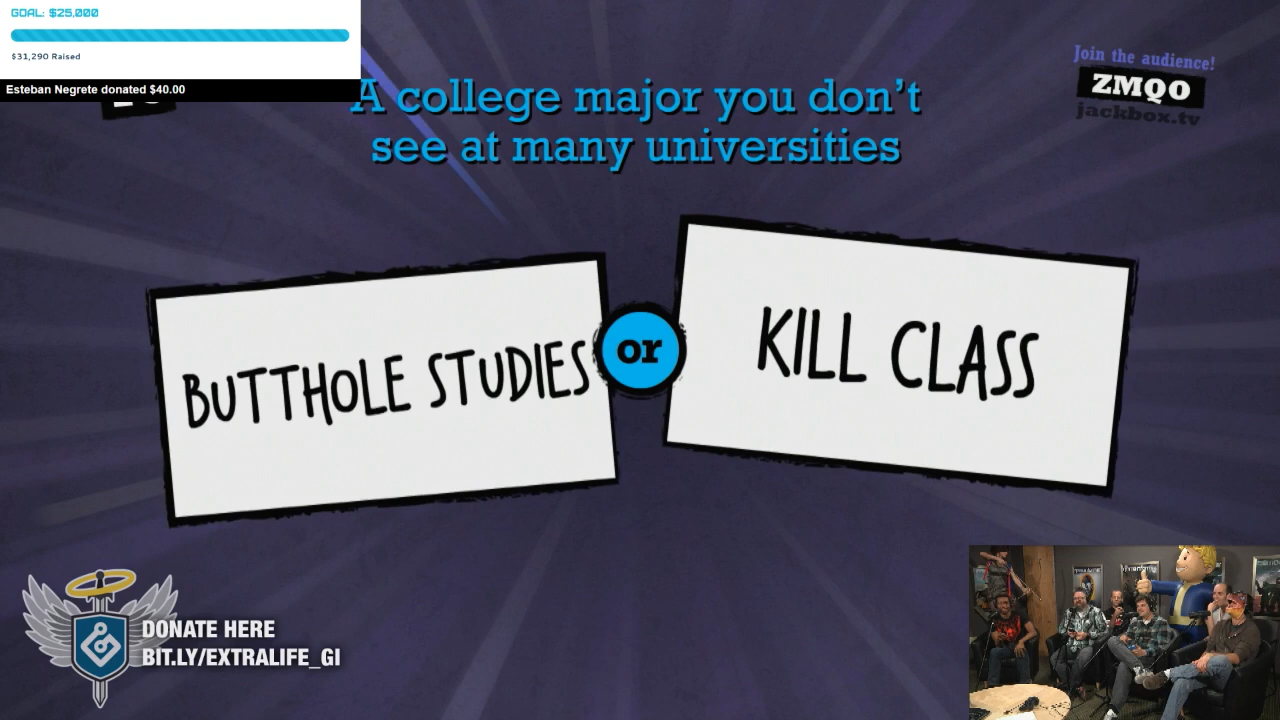 GOAL: $25,000
$31,290 Raised
Esteban Negrete donated $40.00
A college major you don't
see at many universities
Join the audience!
ZMQO
jackbox.tv
BUTTHOLE STUDIES
or
KILL CLASS
DONATE HERE
BIT.LY/EXTRALIFE_GI